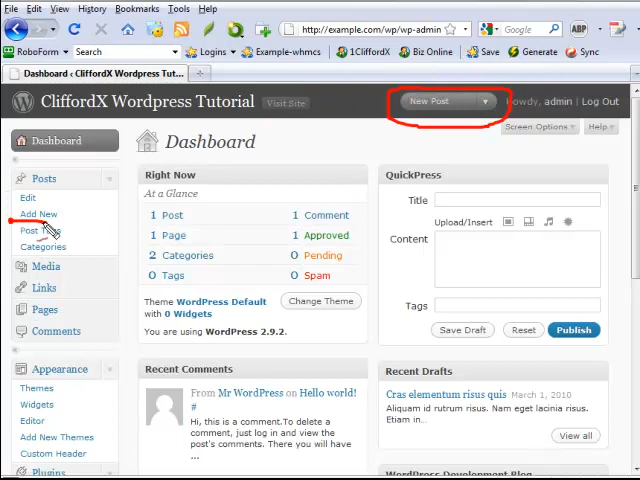 File Edit View History Bookmarks Tools Help
http://example.com/wp/wp-admin
Google
ABP
RoboForm Search Logins Example-whmcs 1CliffordX Biz Online Save Generate Sync
Dashboard ‹ CliffordX Wordpress Tut...
CliffordX Wordpress Tutorial Visit Site New Post Howdy, admin | Log Out
Screen Options Help
Dashboard
Posts
Edit
Add New
Post Tags
Categories
Media
Links
Pages
Comments
Appearance
Themes
Widgets
Editor
Add New Themes
Custom Header
Plugins
Dashboard
Right Now
At a Glance
1 Post 1 Comment
1 Page 1 Approved
2 Categories 0 Pending
0 Tags 0 Spam
Theme WordPress Default
with 0 Widgets
Change Theme
You are using WordPress 2.9.2.
Recent Comments
From Mr WordPress on Hello world!
#
Hi, this is a comment.To delete a
comment, just log in and view the
post's comments. There you will have
...
QuickPress
Title
Upload/Insert
Content
Tags
Save Draft Reset Publish
Recent Drafts
Cras elementum risus quis March 1, 2010
Aliquam id rutrum risus. Nam eget lacinia orci.
Etiam in...
View all
WordPress Development Blog